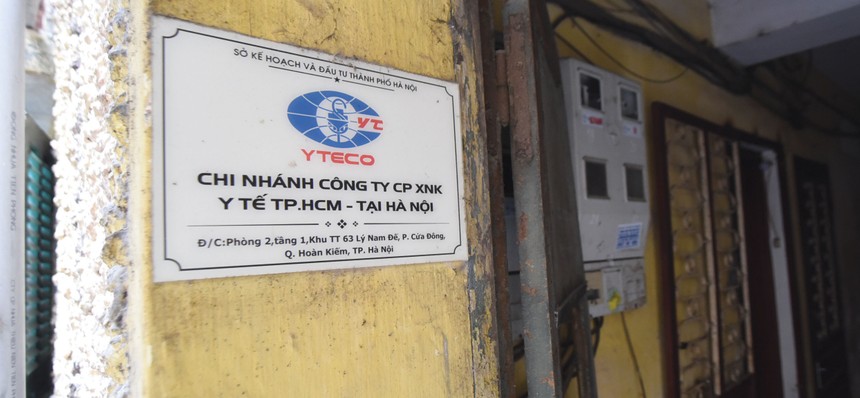 SỞ KẾ HOẠCH VÀ ĐẦU TƯ THÀNH PHỐ HÀ NỘI
YT
YTECO
CHI NHÁNH CÔNG TY CP XNK
Y TẾ TP.HCM - TẠI HÀ NỘI
Đ/C:Phòng 2,tầng 1,Khu TT 63 Lý Nam Đế, P. Cửa Đông,
Q. Hoàn Kiếm, TP. Hà Nội